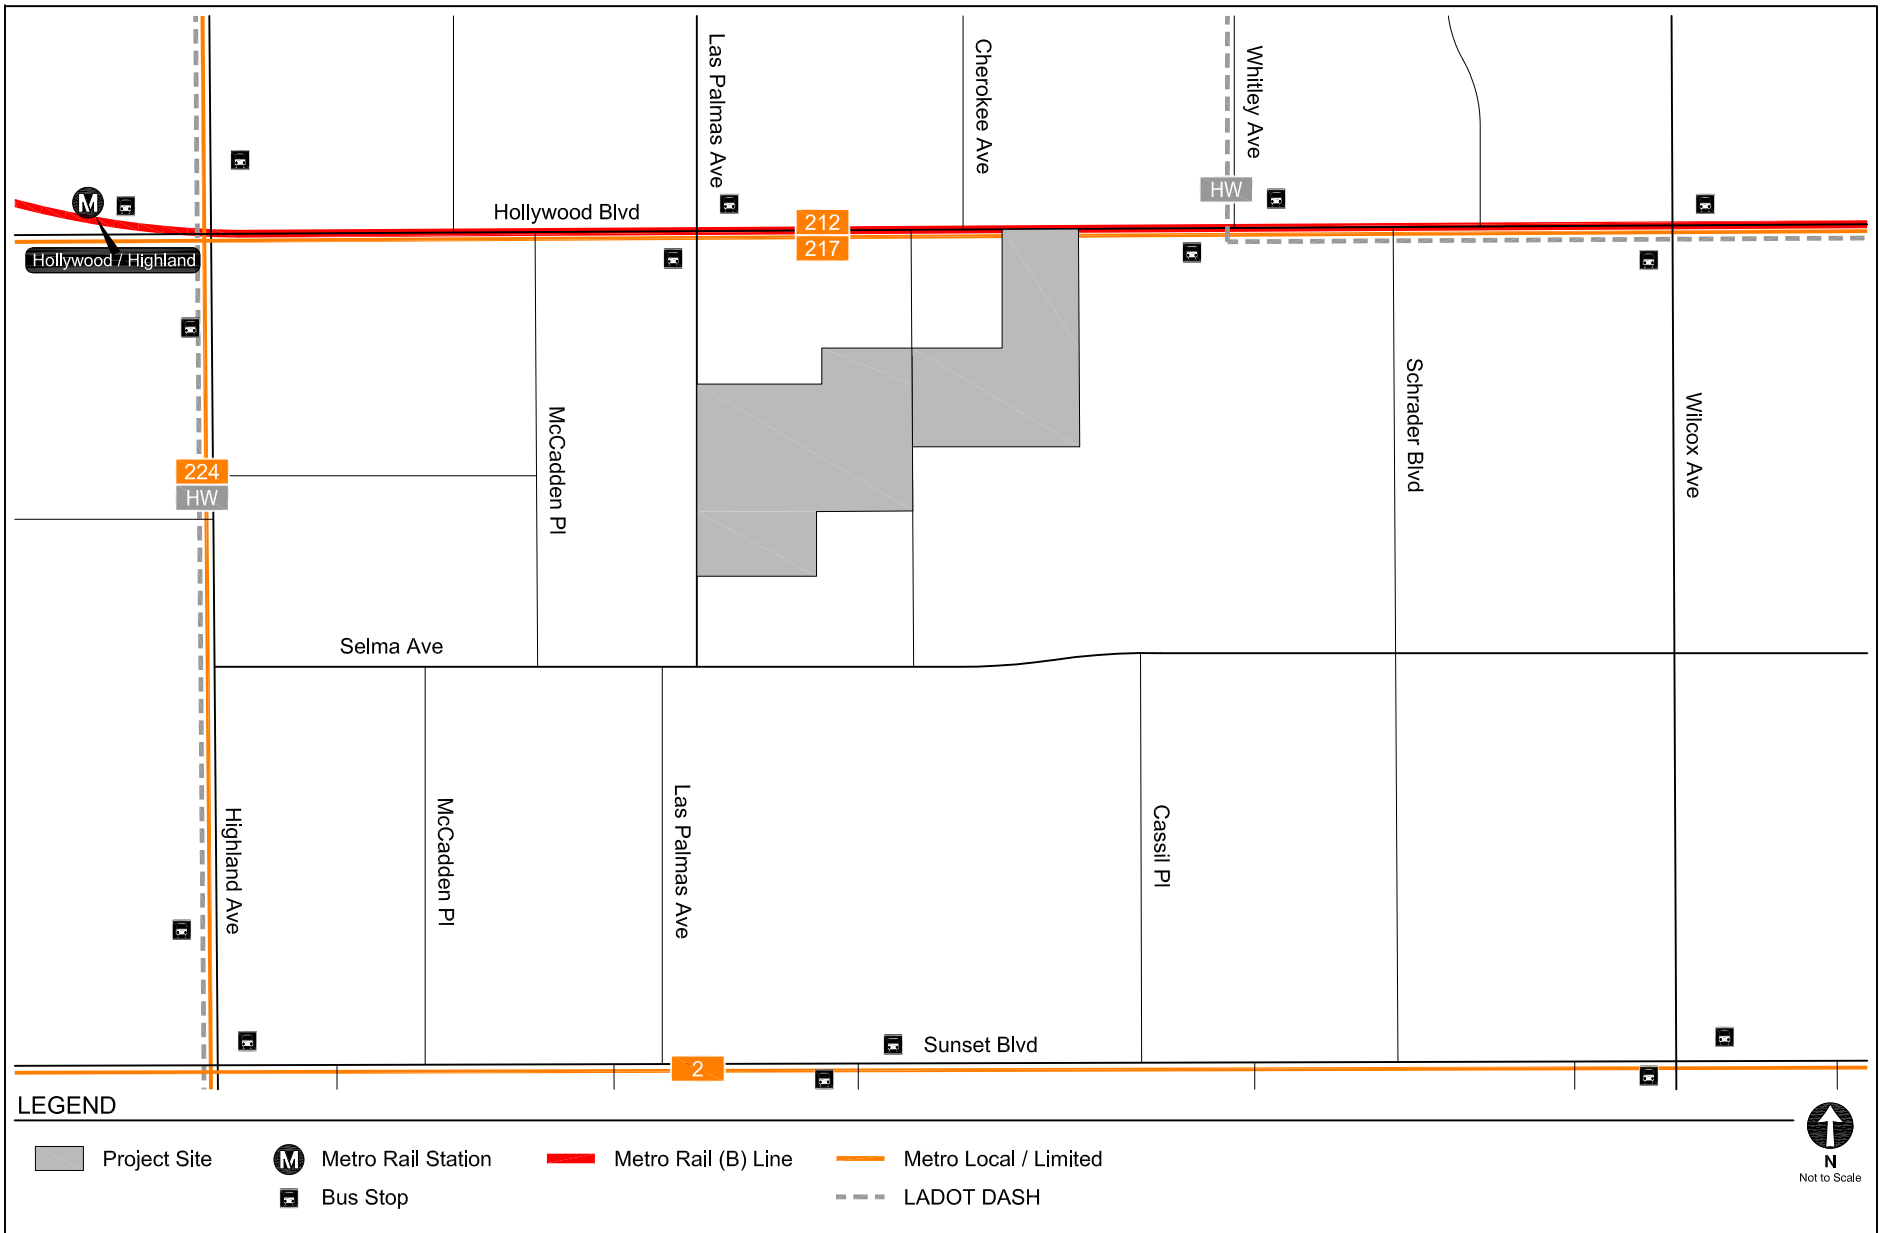 Las Palmas Ave
Cherokee Ave
Whitley Ave
HW
M
Hollywood Blvd
212
217
Hollywood / Highland
McCadden Pl
Schrader Blvd
Wilcox Ave
224
HW
Selma Ave
Highland Ave
McCadden Pl
Las Palmas Ave
Cassil Pl
Sunset Blvd
2
LEGEND
Project Site
M
Metro Rail Station
Metro Rail (B) Line
Metro Local / Limited
Bus Stop
LADOT DASH
N
Not to Scale